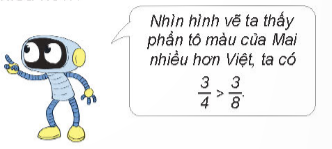 Nhìn hình vẽ ta thấy
phần tô màu của Mai
nhiều hơn Việt, ta có
3/4 > 3/8.